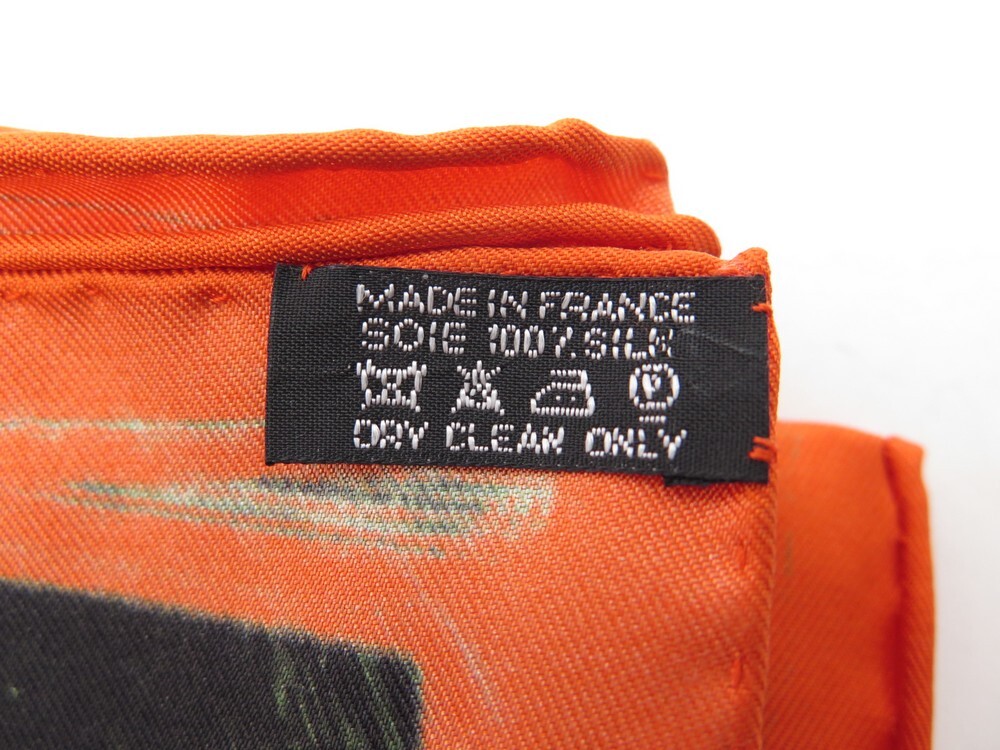 MADE IN FRANCE
SOIE 100% SILK
P
DRY CLEAN ONLY